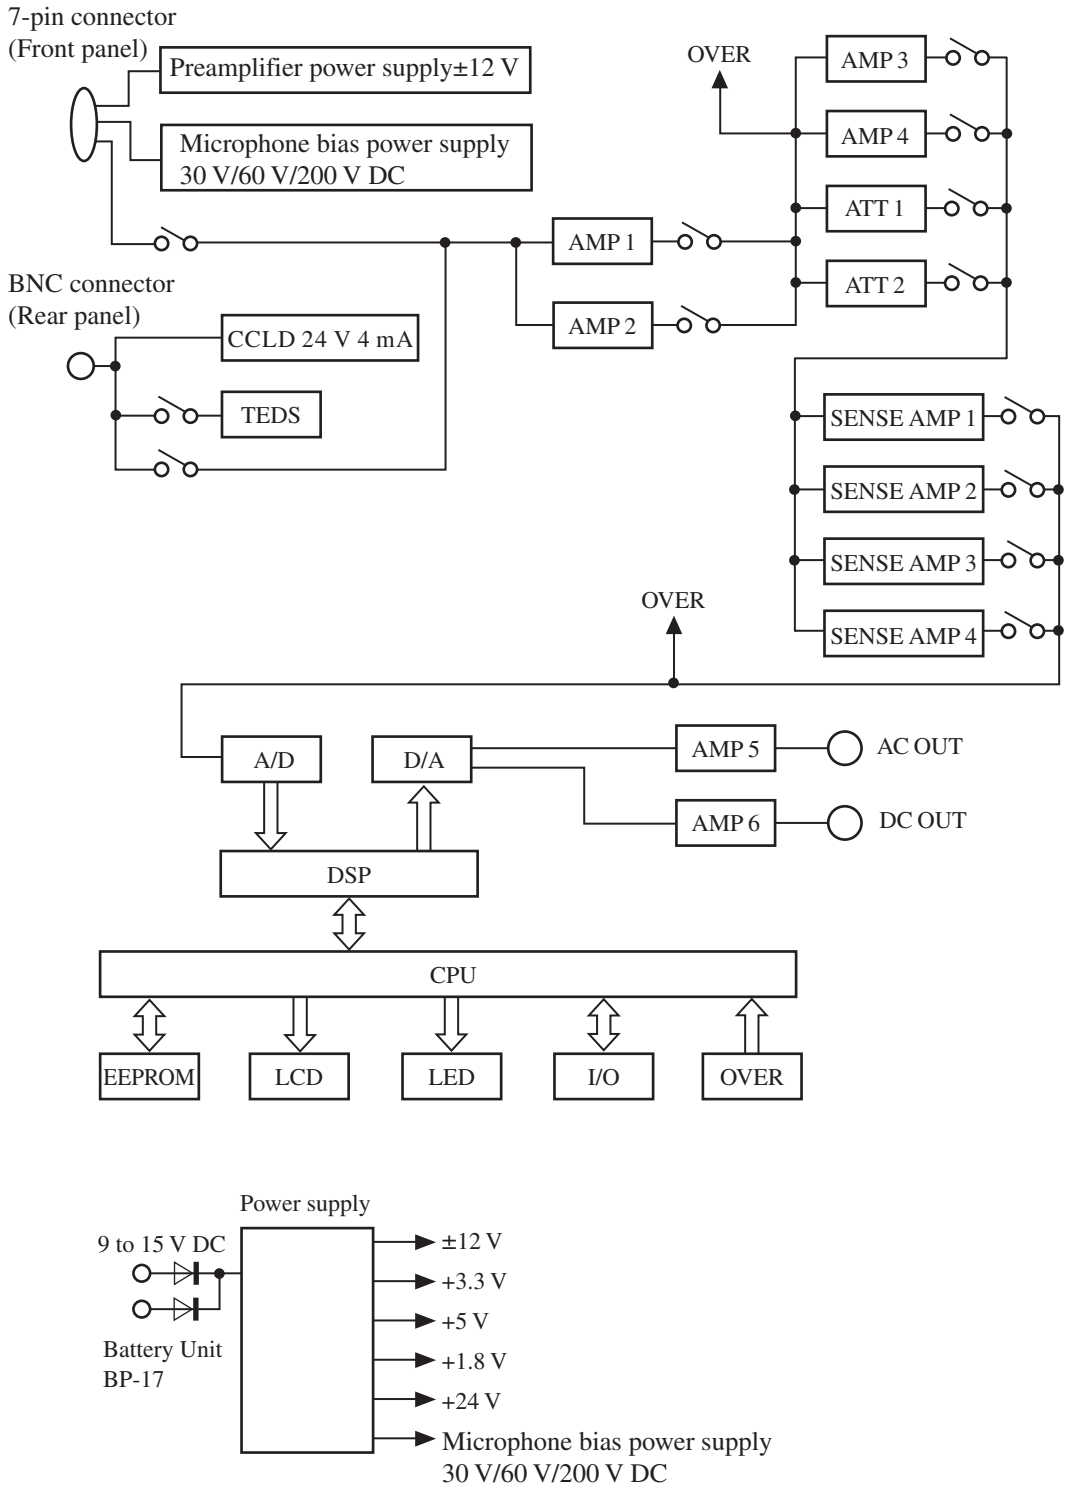 7-pin connector
(Front panel)
Preamplifier power supply±12 V
Microphone bias power supply
30 V/60 V/200 V DC
OVER
AMP 3
AMP 4
ATT 1
ATT 2
AMP 1
AMP 2
BNC connector
(Rear panel)
CCLD 24 V 4 mA
TEDS
SENSE AMP 1
SENSE AMP 2
SENSE AMP 3
SENSE AMP 4
OVER
A/D
D/A
AMP 5
AC OUT
AMP 6
DC OUT
DSP
CPU
EEPROM
LCD
LED
I/O
OVER
Power supply
9 to 15 V DC
Battery Unit
BP-17
±12 V
+3.3 V
+5 V
+1.8 V
+24 V
Microphone bias power supply
30 V/60 V/200 V DC